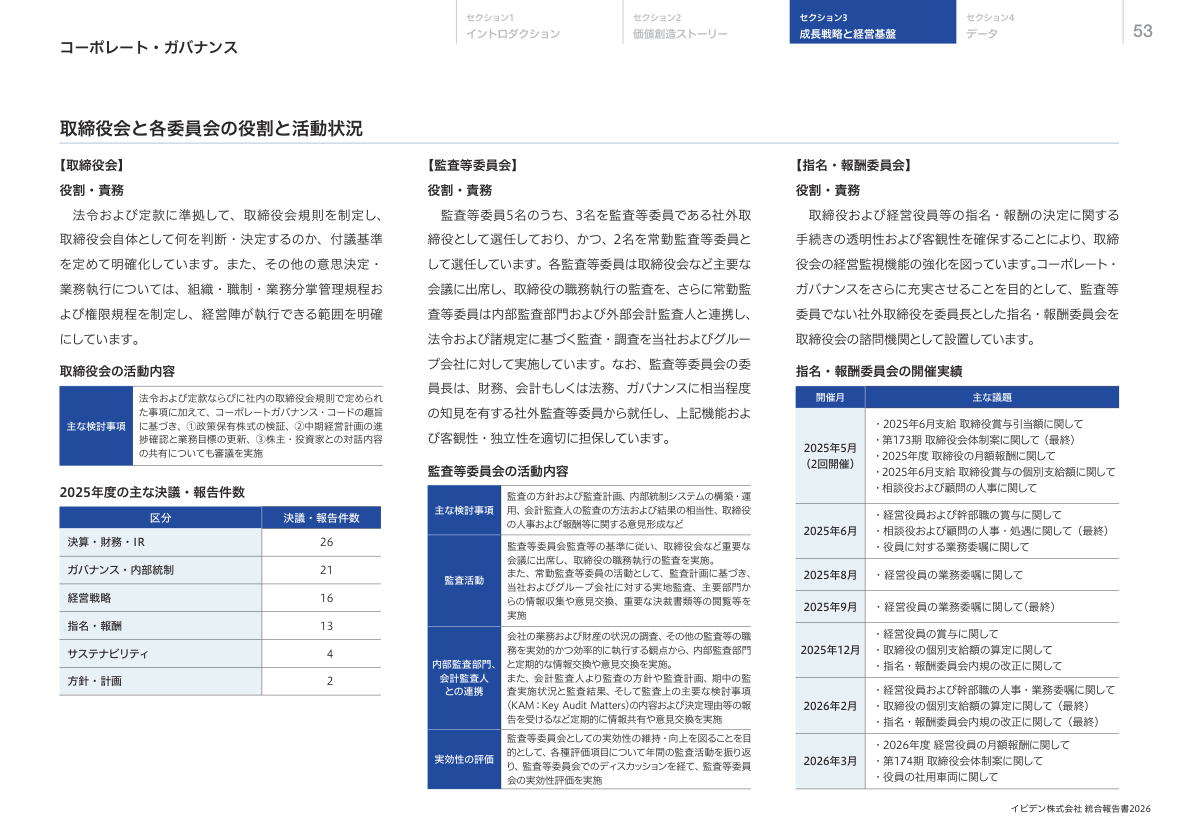 コーポレート・ガバナンス
セクション1
イントロダクション
セクション2
価値創造ストーリー
セクション3
成長戦略と経営基盤
セクション4
データ
53
取締役会と各委員会の役割と活動状況
【取締役会】
役割・責務
法令および定款に準拠して、取締役会規則を制定し、
取締役会自体として何を判断・決定するのか、付議基準
を定めて明確化しています。また、その他の意思決定・
業務執行については、組織・職制・業務分掌管理規程お
よび権限規程を制定し、経営陣が執行できる範囲を明確
にしています。
取締役会の活動内容
主な検討事項
法令および定款ならびに社内の取締役会規則で定められ
た事項に加えて、コーポレートガバナンス・コードの趣旨
に基づき、①政策保有株式の検証、②中期経営計画の進
捗確認と業務目標の更新、③株主・投資家との対話内容
の共有についても審議を実施
2025年度の主な決議・報告件数
区分 決議・報告件数
決算・財務・IR 26
ガバナンス・内部統制 21
経営戦略 16
指名・報酬 13
サステナビリティ 4
方針・計画 2
【監査等委員会】
役割・責務
監査等委員5名のうち、3名を監査等委員である社外取
締役として選任しており、かつ、2名を常勤監査等委員と
して選任しています。各監査等委員は取締役会など主要な
会議に出席し、取締役の職務執行の監査を、さらに常勤監
査等委員は内部監査部門および外部会計監査人と連携し、
法令および諸規定に基づく監査・調査を当社およびグルー
プ会社に対して実施しています。なお、監査等委員会の委
員長は、財務、会計もしくは法務、ガバナンスに相当程度
の知見を有する社外監査等委員から就任し、上記機能およ
び客観性・独立性を適切に担保しています。
監査等委員会の活動内容
主な検討事項
監査の方針および監査計画、内部統制システムの構築・運
用、会計監査人の監査の方法および結果の相当性、取締役
の人事および報酬等に関する意見形成など
監査活動
監査等委員会監査等の基準に従い、取締役会など重要な
会議に出席し、取締役の職務執行の監査を実施。
また、常勤監査等委員の活動として、監査計画に基づき、
当社およびグループ会社に対する実地監査、主要部門か
らの情報収集や意見交換、重要な決裁書類等の閲覧等を
実施
内部監査部門、
会計監査人
との連携
会社の業務および財産の状況の調査、その他の監査等の職
務を実効的かつ効率的に執行する観点から、内部監査部門
と定期的な情報交換や意見交換を実施。
また、会計監査人より監査の方針や監査計画、期中の監
査実施状況と監査結果、そして監査上の主要な検討事項
（KAM：Key Audit Matters）の内容および決定理由等の報
告を受けるなど定期的に情報共有や意見交換を実施
実効性の評価
監査等委員会としての実効性の維持・向上を図ることを目
的として、各種評価項目について年間の監査活動を振り返
り、監査等委員会でのディスカッションを経て、監査等委員
会の実効性評価を実施
【指名・報酬委員会】
役割・責務
取締役および経営役員等の指名・報酬の決定に関する
手続きの透明性および客観性を確保することにより、取締
役会の経営監視機能の強化を図っています。コーポレート・
ガバナンスをさらに充実させることを目的として、監査等
委員でない社外取締役を委員長とした指名・報酬委員会を
取締役会の諮問機関として設置しています。
指名・報酬委員会の開催実績
開催月 主な議題
2025年5月
（2回開催）
・2025年6月支給 取締役賞与引当額に関して
・第173期 取締役会体制案に関して（最終）
・2025年度 取締役の月額報酬に関して
・2025年6月支給 取締役賞与の個別支給額に関して
・相談役および顧問の人事に関して
2025年6月
・経営役員および幹部職の賞与に関して
・相談役および顧問の人事・処遇に関して（最終）
・役員に対する業務委嘱に関して
2025年8月
・経営役員の業務委嘱に関して
2025年9月
・経営役員の業務委嘱に関して（最終）
2025年12月
・経営役員の賞与に関して
・取締役の個別支給額の算定に関して
・指名・報酬委員会内規の改正に関して
2026年2月
・経営役員および幹部職の人事・業務委嘱に関して
・取締役の個別支給額の算定に関して（最終）
・指名・報酬委員会内規の改正に関して（最終）
2026年3月
・2026年度 経営役員の月額報酬に関して
・第174期 取締役会体制案に関して
・役員の社用車両に関して
イビデン株式会社 統合報告書2026